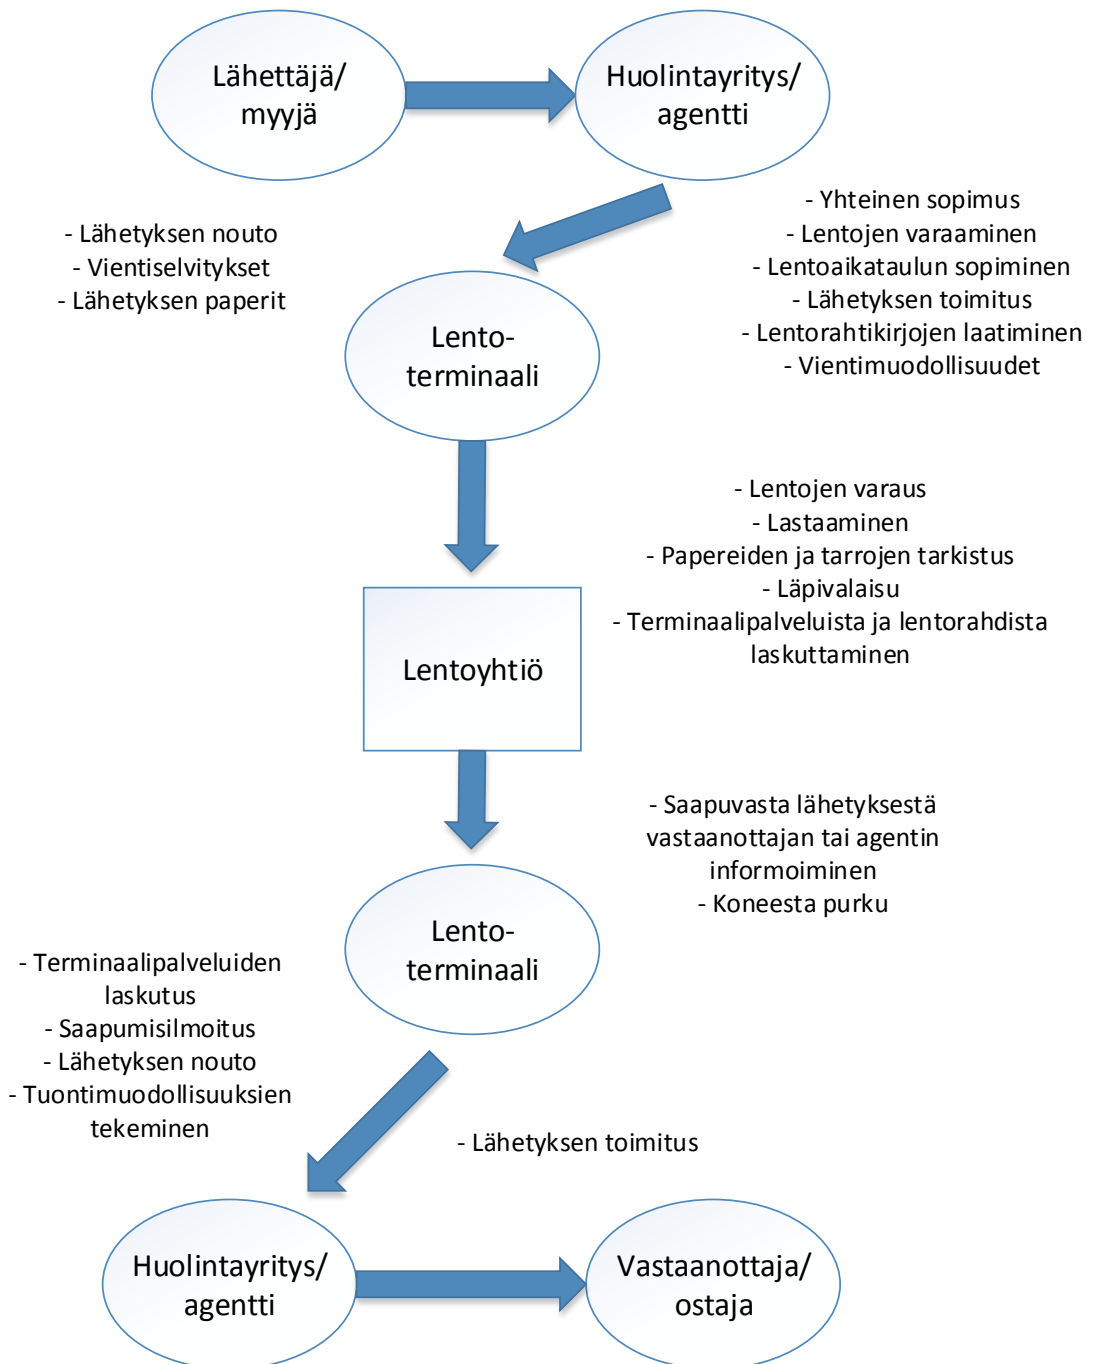 Lähettäjä/
myyjä
Huolintayritys/
agentti
- Lähetyksen nouto
- Vientiselvitykset
- Lähetyksen paperit
- Yhteinen sopimus
- Lentojen varaaminen
- Lentoaikataulun sopiminen
- Lähetyksen toimitus
- Lentorahtikirjojen laatiminen
- Vientimuodollisuudet
Lento-
terminaali
- Lentojen varaus
- Lastaaminen
- Papereiden ja tarrojen tarkistus
- Läpivalaisu
- Terminaalipalveluista ja lentorahdista
laskuttaminen
Lentoyhtiö
- Saapuvasta lähetyksestä
vastaanottajan tai agentin
informoiminen
- Koneesta purku
Lento-
terminaali
- Terminaalipalveluiden
laskutus
- Saapumisilmoitus
- Lähetyksen nouto
- Tuontimuodollisuuksien
tekeminen
- Lähetyksen toimitus
Huolintayritys/
agentti
Vastaanottaja/
ostaja